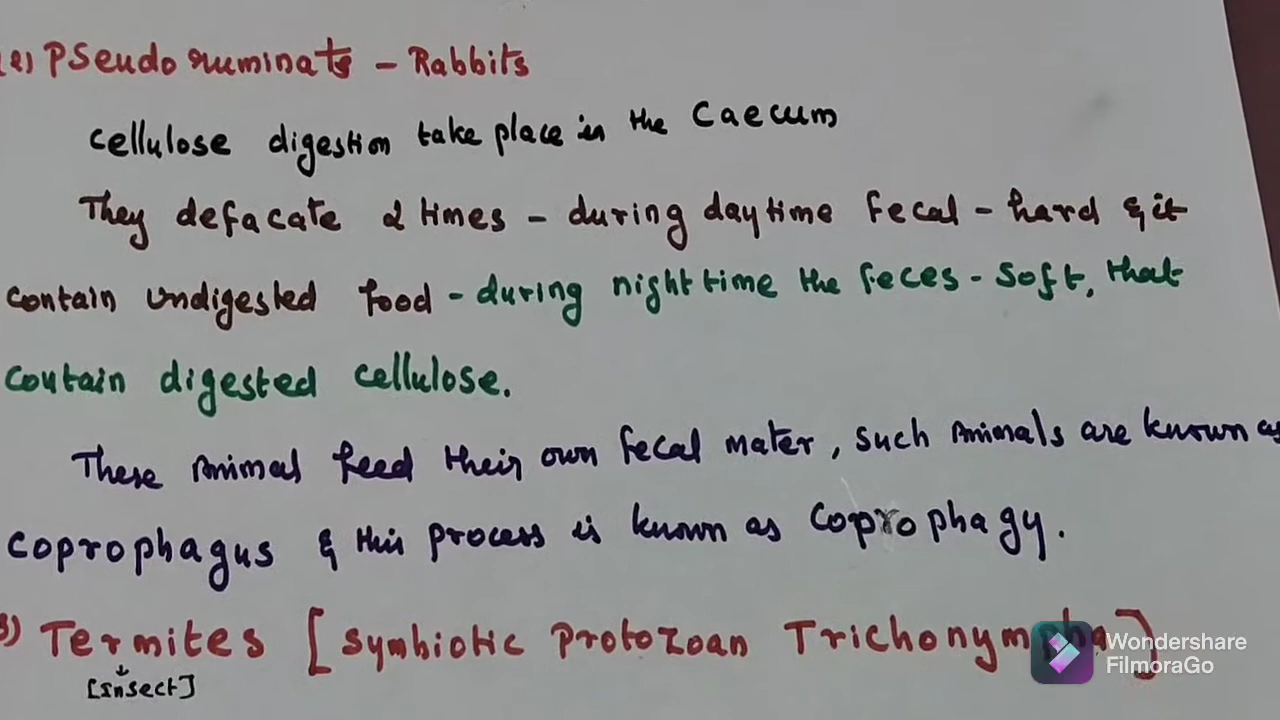 2) Pseudo ruminats - Rabbits
cellulose digestion take place in the Caecum
They defacate 2 times - during daytime Fecal - hard & it
contain undigested food - during night time the feces - soft, that
contain digested cellulose.
These animal feed their own fecal mater, such animals are known as
coprophagus & this process is known as coprophagy.
3) Termites [Symbiotic Protozoan Trichonympha]
[insect]
Wondershare
FilmoraGo